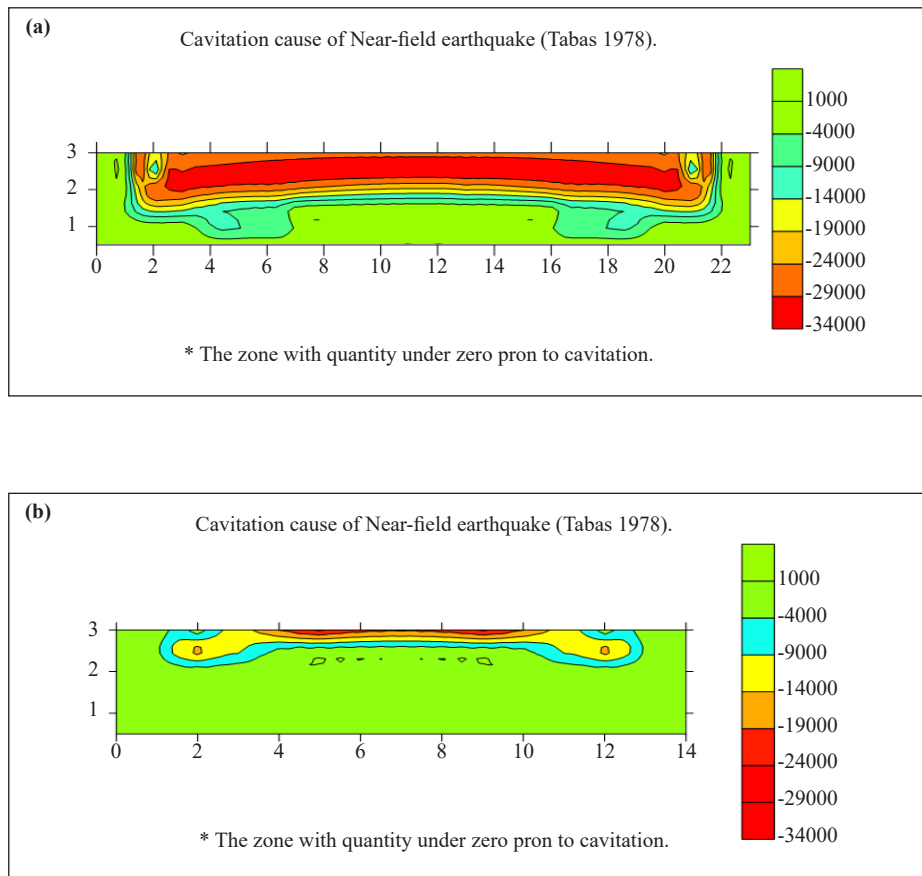 (a)
Cavitation cause of Near-field earthquake (Tabas 1978).
1000
-4000
-9000
-14000
-19000
-24000
-29000
-34000
3
2
1
0 2 4 6 8 10 12 14 16 18 20 22
* The zone with quantity under zero pron to cavitation.
(b)
Cavitation cause of Near-field earthquake (Tabas 1978).
1000
-4000
-9000
-14000
-19000
-24000
-29000
-34000
3
2
1
0 2 4 6 8 10 12 14
* The zone with quantity under zero pron to cavitation.